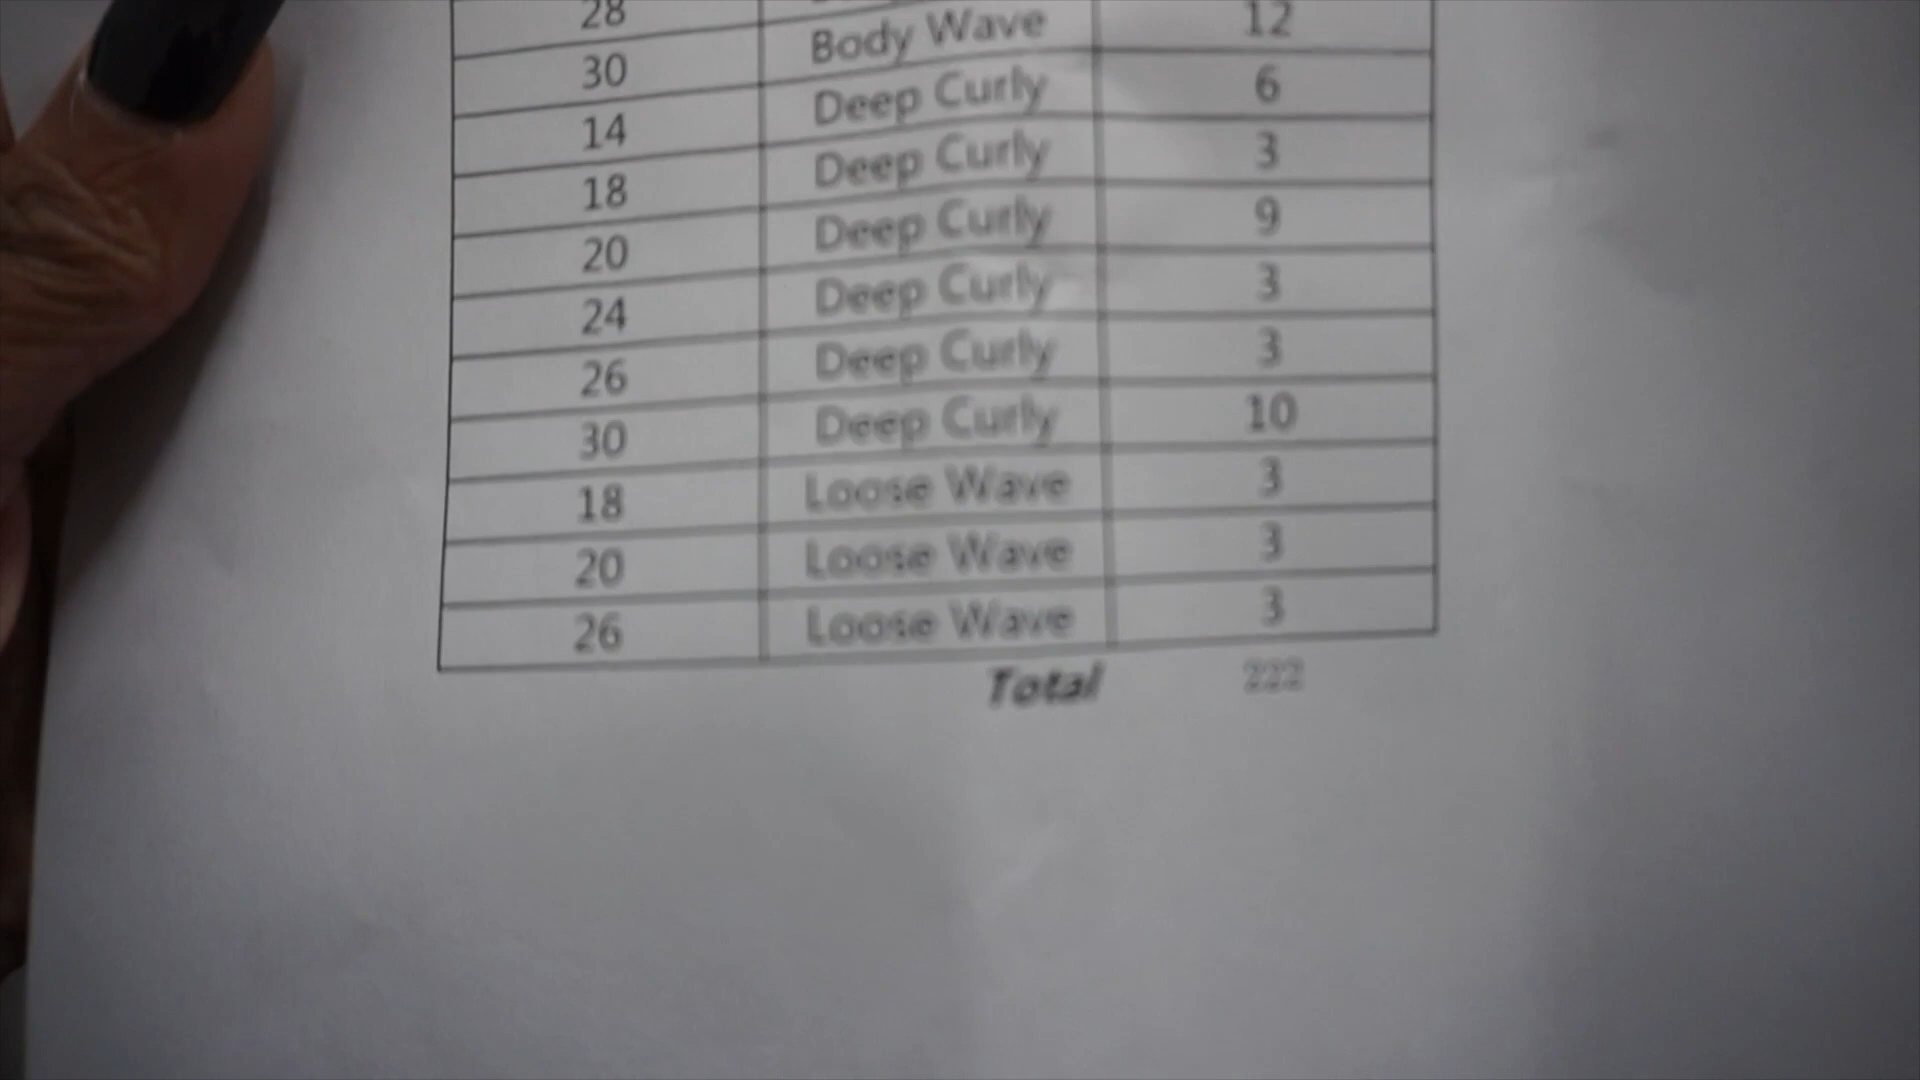 28
30 Body Wave 12
14 Deep Curly 6
18 Deep Curly 3
20 Deep Curly 9
24 Deep Curly 3
26 Deep Curly 3
30 Deep Curly 10
18 Loose Wave 3
20 Loose Wave 3
26 Loose Wave 3
Total 222